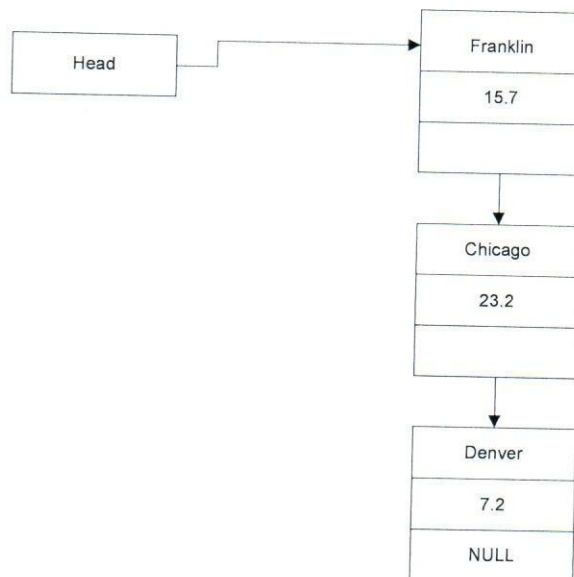 Head
Franklin
15.7
Chicago
23.2
Denver
7.2
NULL